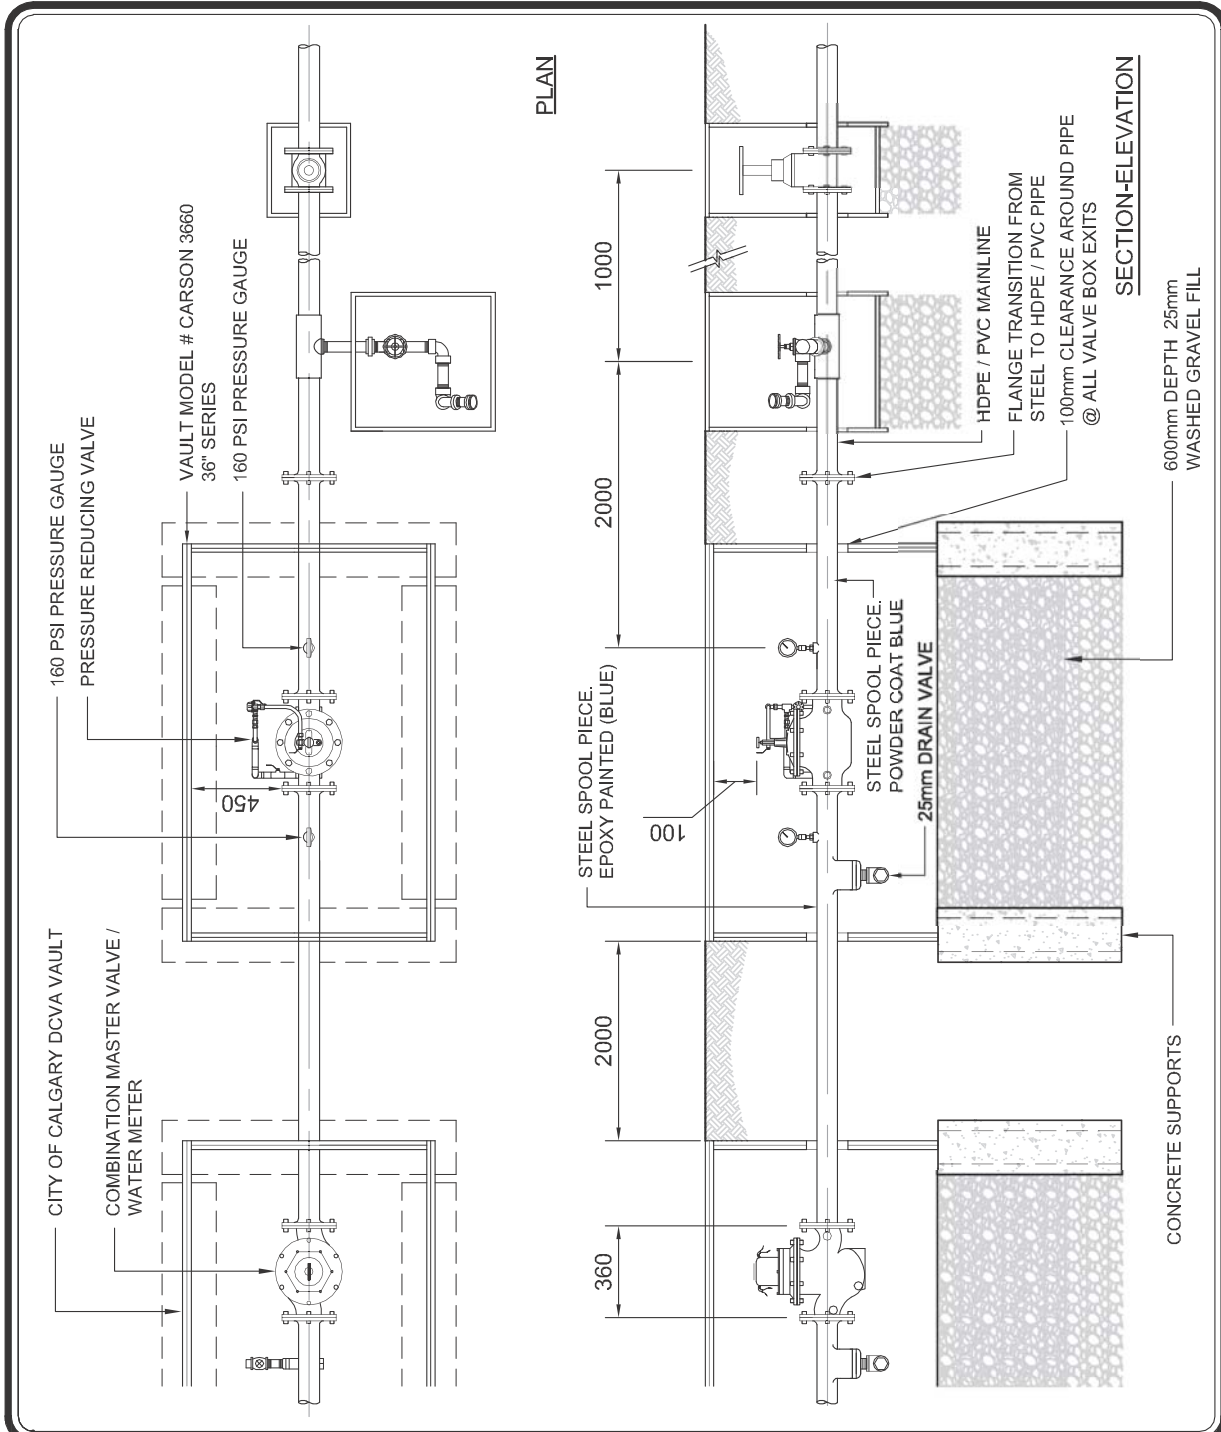 PLAN
CITY OF CALGARY DCVA VAULT
COMBINATION MASTER VALVE /
WATER METER
160 PSI PRESSURE GAUGE
PRESSURE REDUCING VALVE
VAULT MODEL # CARSON 3660
36" SERIES
160 PSI PRESSURE GAUGE
450
SECTION-ELEVATION
360
2000
2000
1000
100
STEEL SPOOL PIECE.
EPOXY PAINTED (BLUE)
STEEL SPOOL PIECE.
POWDER COAT BLUE
25mm DRAIN VALVE
HDPE / PVC MAINLINE
FLANGE TRANSITION FROM
STEEL TO HDPE / PVC PIPE
100mm CLEARANCE AROUND PIPE
@ ALL VALVE BOX EXITS
CONCRETE SUPPORTS
600mm DEPTH 25mm
WASHED GRAVEL FILL